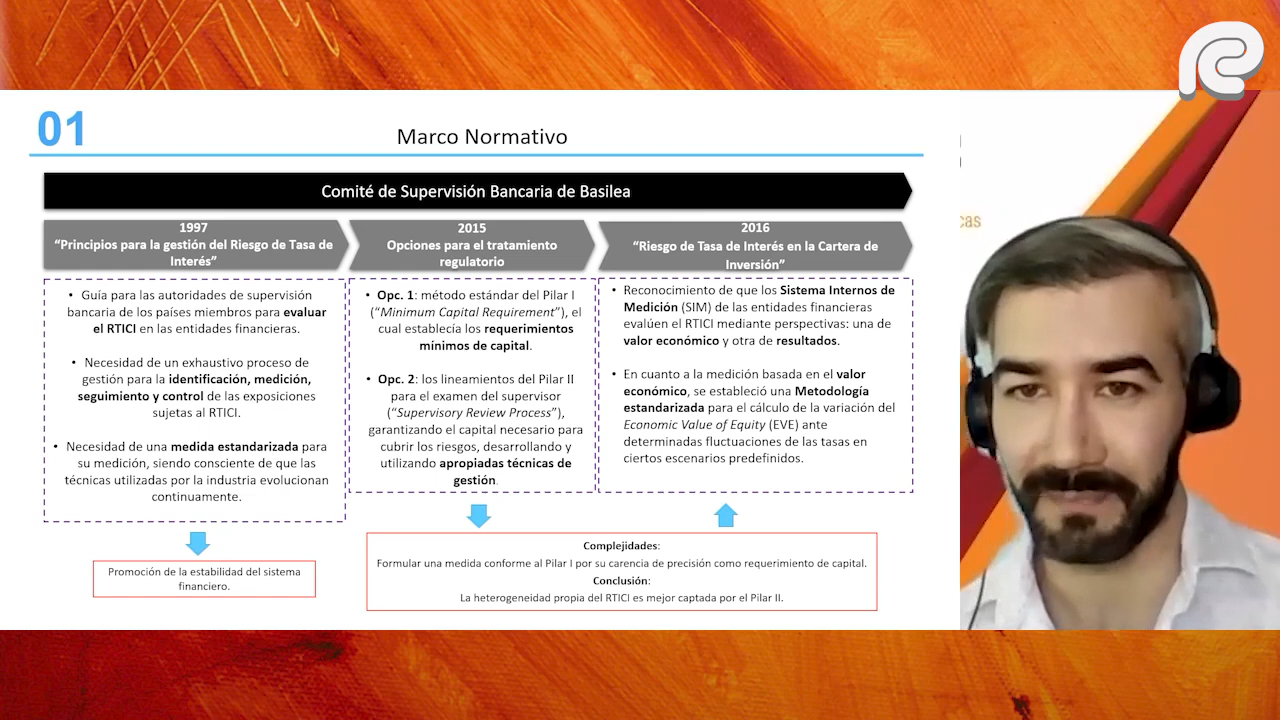 01
Marco Normativo
Comité de Supervisión Bancaria de Basilea
1997
“Principios para la gestión del Riesgo de Tasa de
Interés”
• Guía para las autoridades de supervisión
bancaria de los países miembros para evaluar
el RTICI en las entidades financieras.
• Necesidad de un exhaustivo proceso de
gestión para la identificación, medición,
seguimiento y control de las exposiciones
sujetas al RTICI.
• Necesidad de una medida estandarizada para
su medición, siendo consciente de que las
técnicas utilizadas por la industria evolucionan
continuamente.
Promoción de la estabilidad del sistema
financiero.
2015
Opciones para el tratamiento
regulatorio
• Opc. 1: método estándar del Pilar I
(“Minimum Capital Requirement”), el
cual establecía los requerimientos
mínimos de capital.
• Opc. 2: los lineamientos del Pilar II
para el examen del supervisor
(“Supervisory Review Process”),
garantizando el capital necesario para
cubrir los riesgos, desarrollando y
utilizando apropiadas técnicas de
gestión.
2016
“Riesgo de Tasa de Interés en la Cartera de
Inversión”
• Reconocimiento de que los Sistema Internos de
Medición (SIM) de las entidades financieras
evalúen el RTICI mediante perspectivas: una de
valor económico y otra de resultados.
• En cuanto a la medición basada en el valor
económico, se estableció una Metodología
estandarizada para el cálculo de la variación del
Economic Value of Equity (EVE) ante
determinadas fluctuaciones de las tasas en
ciertos escenarios predefinidos.
Complejidades:
Formular una medida conforme al Pilar I por su carencia de precisión como requerimiento de capital.
Conclusión:
La heterogeneidad propia del RTICI es mejor captada por el Pilar II.
cas